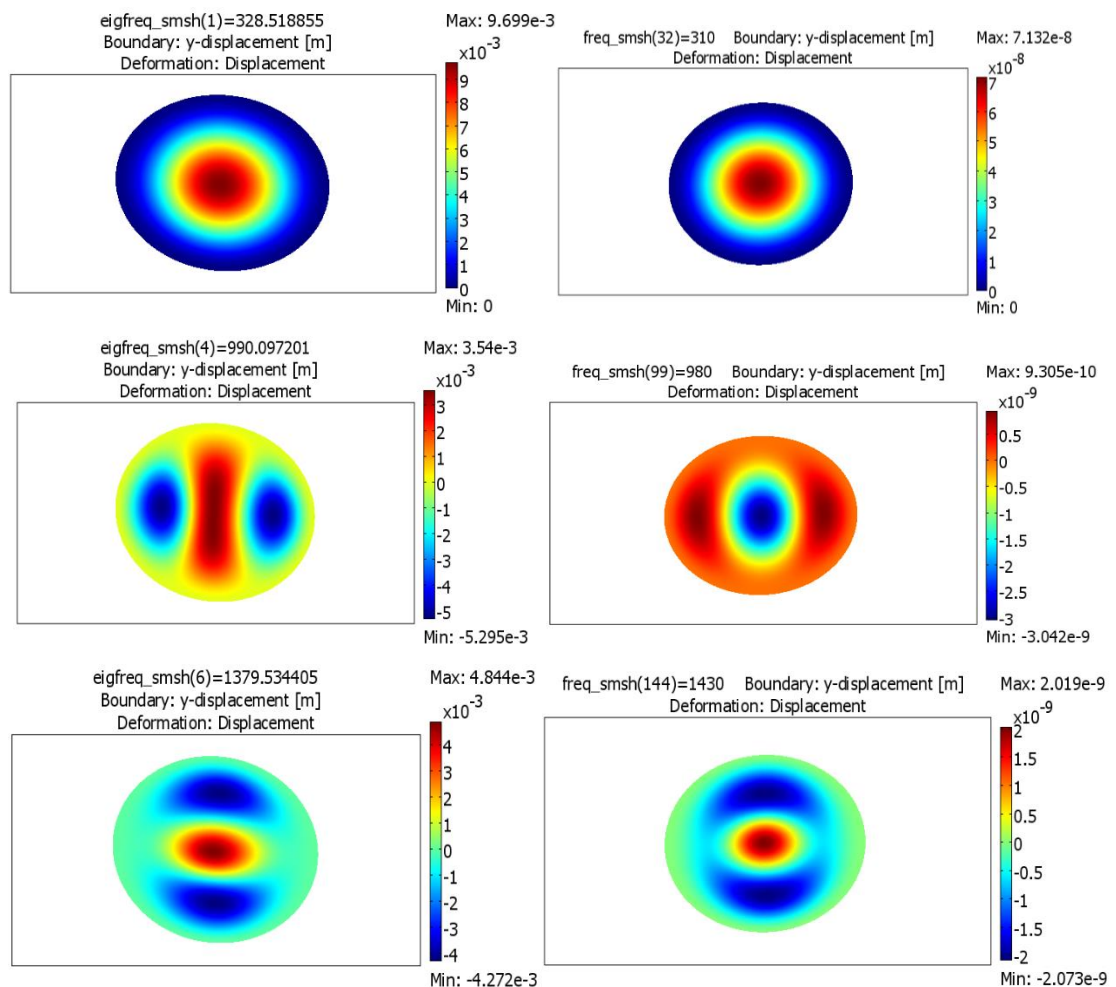 eigfreq_smsh(1)=328.518855 Max: 9.699e-3
Boundary: y-displacement [m] x10-3
Deformation: Displacement
9
8
7
6
5
4
3
2
1
0
Min: 0
freq_smsh(32)=310 Boundary: y-displacement [m] Max: 7.132e-8
Deformation: Displacement x10-8
7
6
5
4
3
2
1
0
Min: 0
eigfreq_smsh(4)=990.097201 Max: 3.54e-3
Boundary: y-displacement [m] x10-3
Deformation: Displacement
3
2
1
0
-1
-2
-3
-4
-5
Min: -5.295e-3
freq_smsh(99)=980 Boundary: y-displacement [m] Max: 9.305e-10
Deformation: Displacement x10-9
0.5
0
-0.5
-1
-1.5
-2
-2.5
-3
Min: -3.042e-9
eigfreq_smsh(6)=1379.534405 Max: 4.844e-3
Boundary: y-displacement [m] x10-3
Deformation: Displacement
4
3
2
1
0
-1
-2
-3
-4
Min: -4.272e-3
freq_smsh(144)=1430 Boundary: y-displacement [m] Max: 2.019e-9
Deformation: Displacement x10-9
2
1.5
1
0.5
0
-0.5
-1
-1.5
-2
Min: -2.073e-9